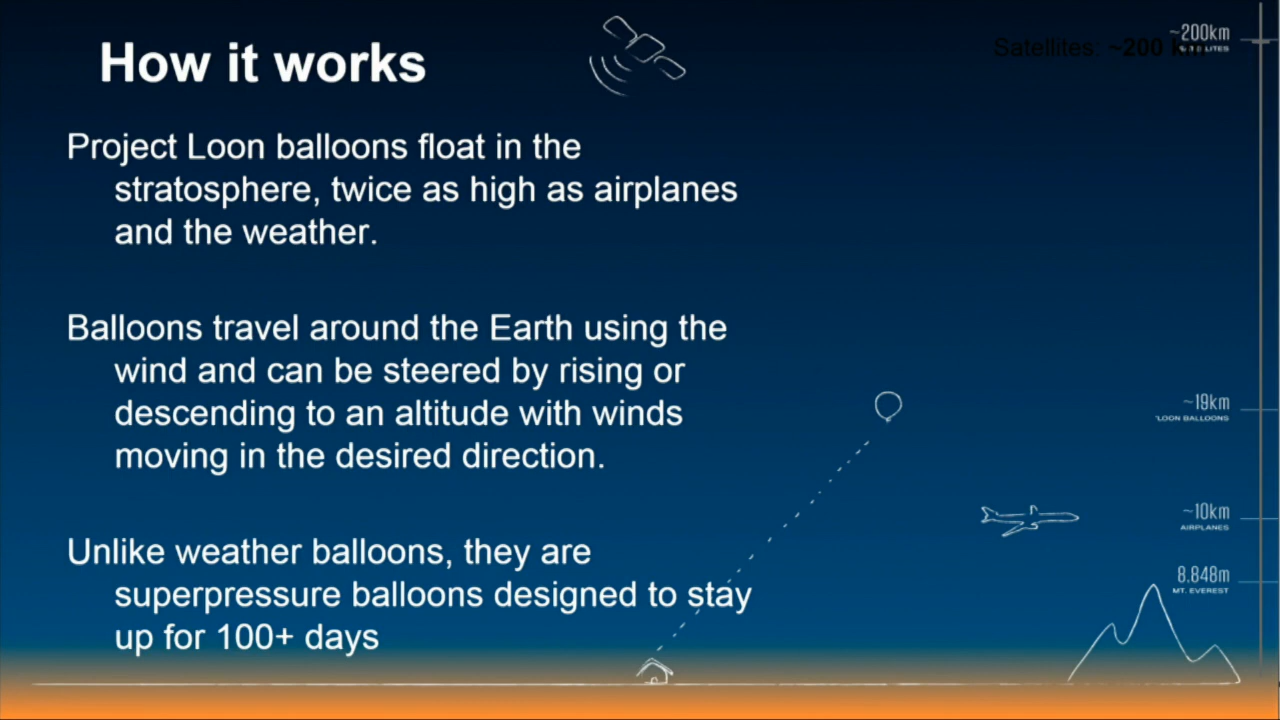 How it works
Project Loon balloons float in the
stratosphere, twice as high as airplanes
and the weather.
Balloons travel around the Earth using the
wind and can be steered by rising or
descending to an altitude with winds
moving in the desired direction.
Unlike weather balloons, they are
superpressure balloons designed to stay
up for 100+ days
Satellites: ~200
~200km
~19km
LOON BALLOONS
~10km
AIRPLANES
8.848m
MT. EVEREST